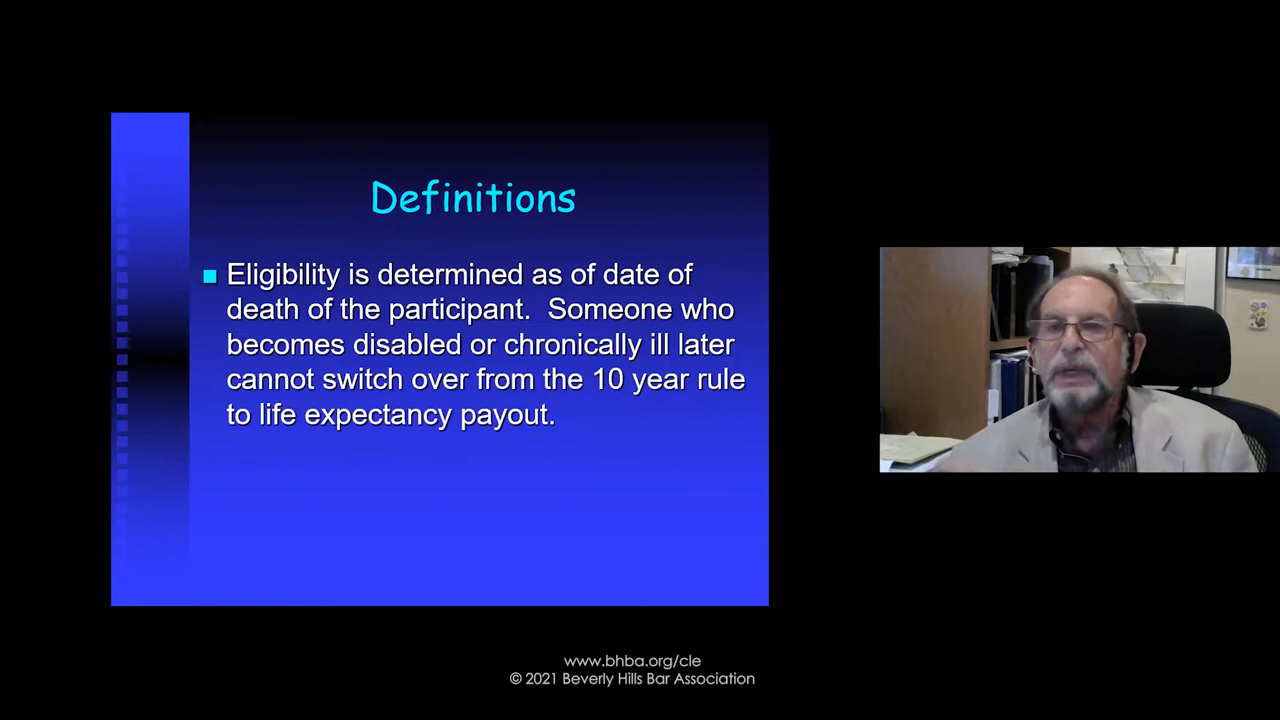 Definitions
Eligibility is determined as of date of
death of the participant.  Someone who
becomes disabled or chronically ill later
cannot switch over from the 10 year rule
to life expectancy payout.
www.bhba.org/cle
© 2021 Beverly Hills Bar Association